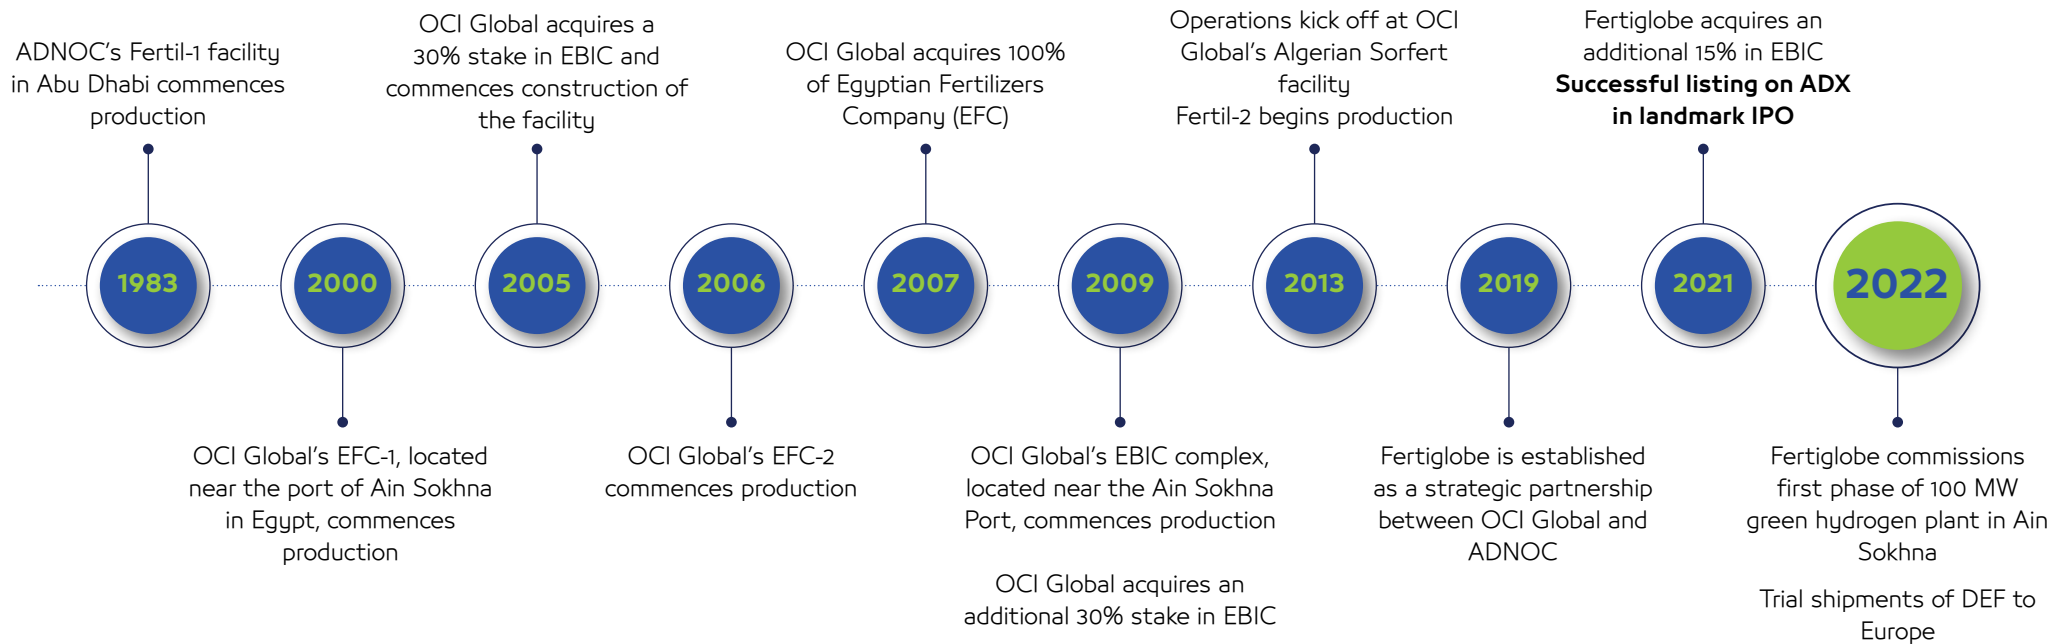 ADNOC's Fertil-1 facility
in Abu Dhabi commences
production
OCI Global acquires a
30% stake in EBIC and
commences construction of
the facility
OCI Global acquires 100%
of Egyptian Fertilizers
Company (EFC)
Operations kick off at OCI
Global's Algerian Sorfert
facility
Fertil-2 begins production
Fertiglobe acquires an
additional 15% in EBIC
Successful listing on ADX
in landmark IPO
1983
2000
2005
2006
2007
2009
2013
2019
2021
2022
OCI Global's EFC-1, located
near the port of Ain Sokhna
in Egypt, commences
production
OCI Global's EFC-2
commences production
OCI Global's EBIC complex,
located near the Ain Sokhna
Port, commences production
OCI Global acquires an
additional 30% stake in EBIC
Fertiglobe is established
as a strategic partnership
between OCI Global and
ADNOC
Fertiglobe commissions
first phase of 100 MW
green hydrogen plant in Ain
Sokhna
Trial shipments of DEF to
Europe